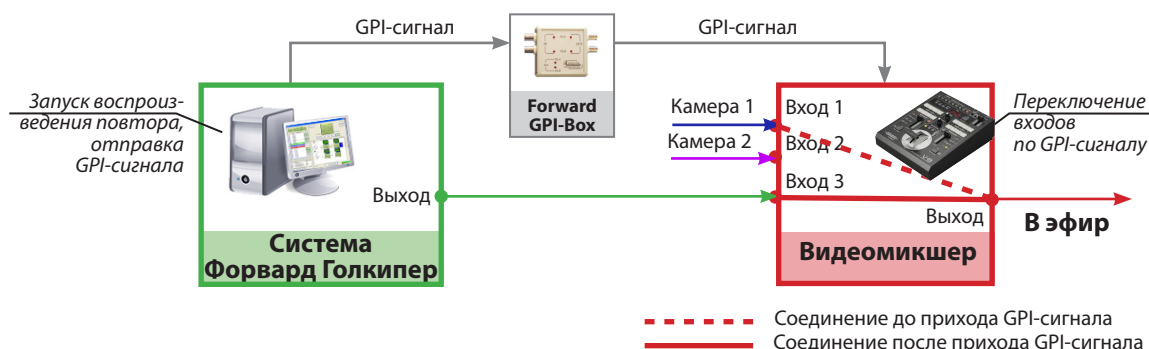 GPI-сигнал
GPI-сигнал
Forward
GPI-Box
Запуск воспроиз-
ведения повтора,
отправка
GPI-сигнала
Камера 1
Вход 1
Камера 2
Вход 2
Вход 3
Переключение
входов
по GPI-сигналу
Выход
Выход
В эфир
Система
Форвард Голкипер
Видеомикшер
Соединение до прихода GPI-сигнала
Соединение после прихода GPI-сигнала